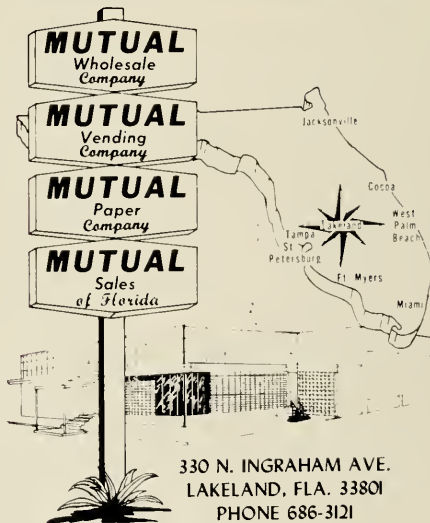 MUTUAL
Wholesale
Company
MUTUAL
Vending
Company
MUTUAL
Paper
Company
MUTUAL
Sales
of Florida
Jacksonville
Cocoa
West
Palm
Beach
Lakeland
Tampa
St
Petersburg
Ft Myers
Miami
330 N. INGRAHAM AVE.
LAKELAND, FLA. 33801
PHONE 686-3121